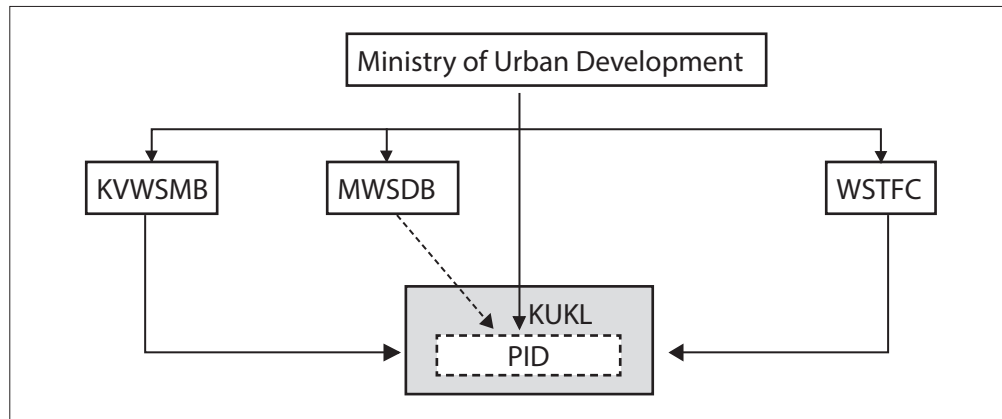 Ministry of Urban Development
KVWSMB
MWSDB
WSTFC
KUKL
PID